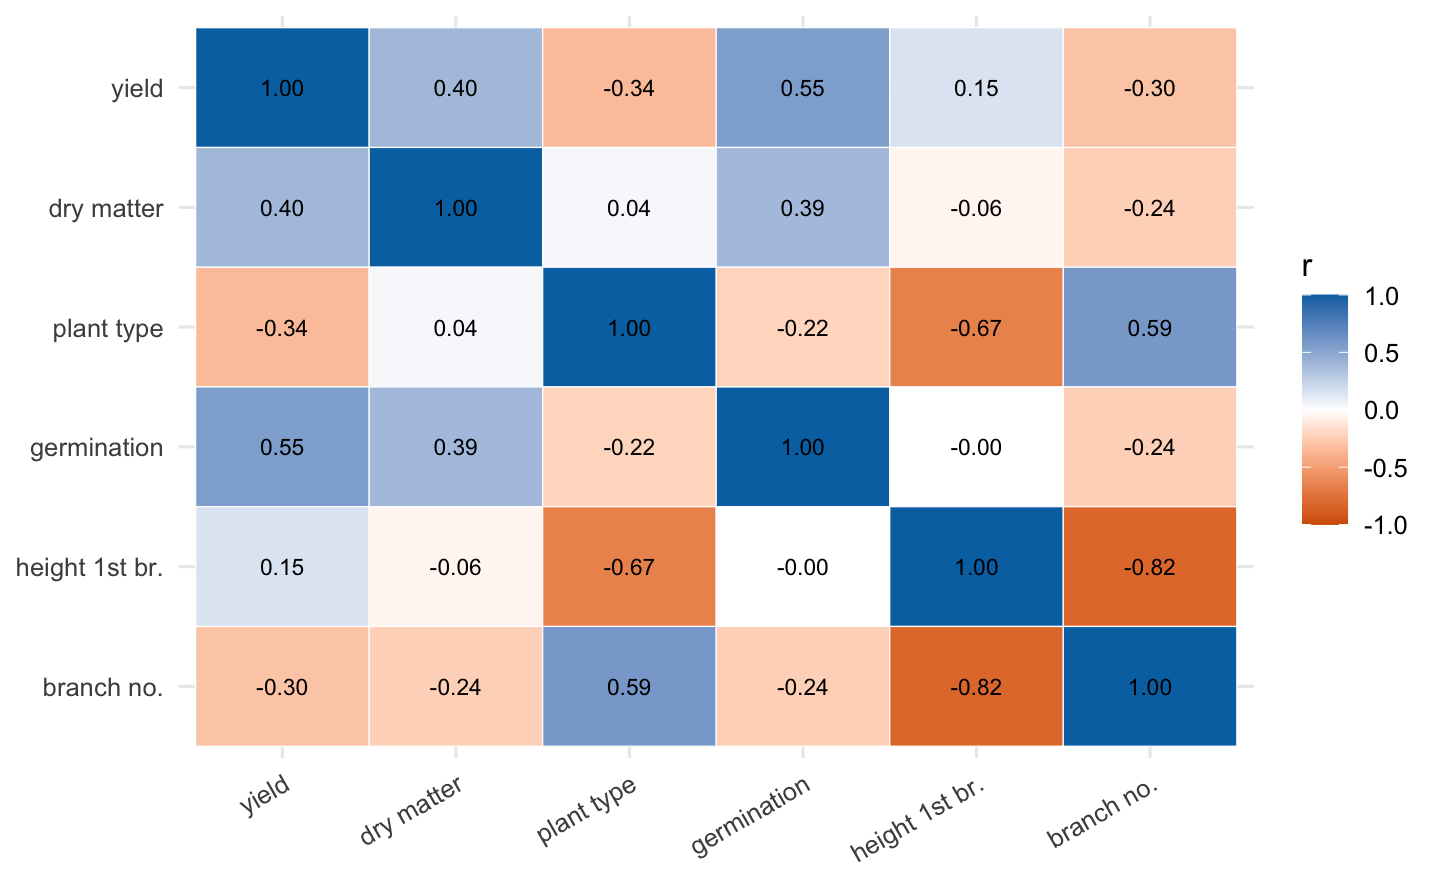 yield 1.00 0.40 -0.34 0.55 0.15 -0.30
dry matter 0.40 1.00 0.04 0.39 -0.06 -0.24
plant type -0.34 0.04 1.00 -0.22 -0.67 0.59
germination 0.55 0.39 -0.22 1.00 -0.00 -0.24
height 1st br. 0.15 -0.06 -0.67 -0.00 1.00 -0.82
branch no. -0.30 -0.24 0.59 -0.24 -0.82 1.00
yield dry matter plant type germination height 1st br. branch no.
r
1.0
0.5
0.0
-0.5
-1.0